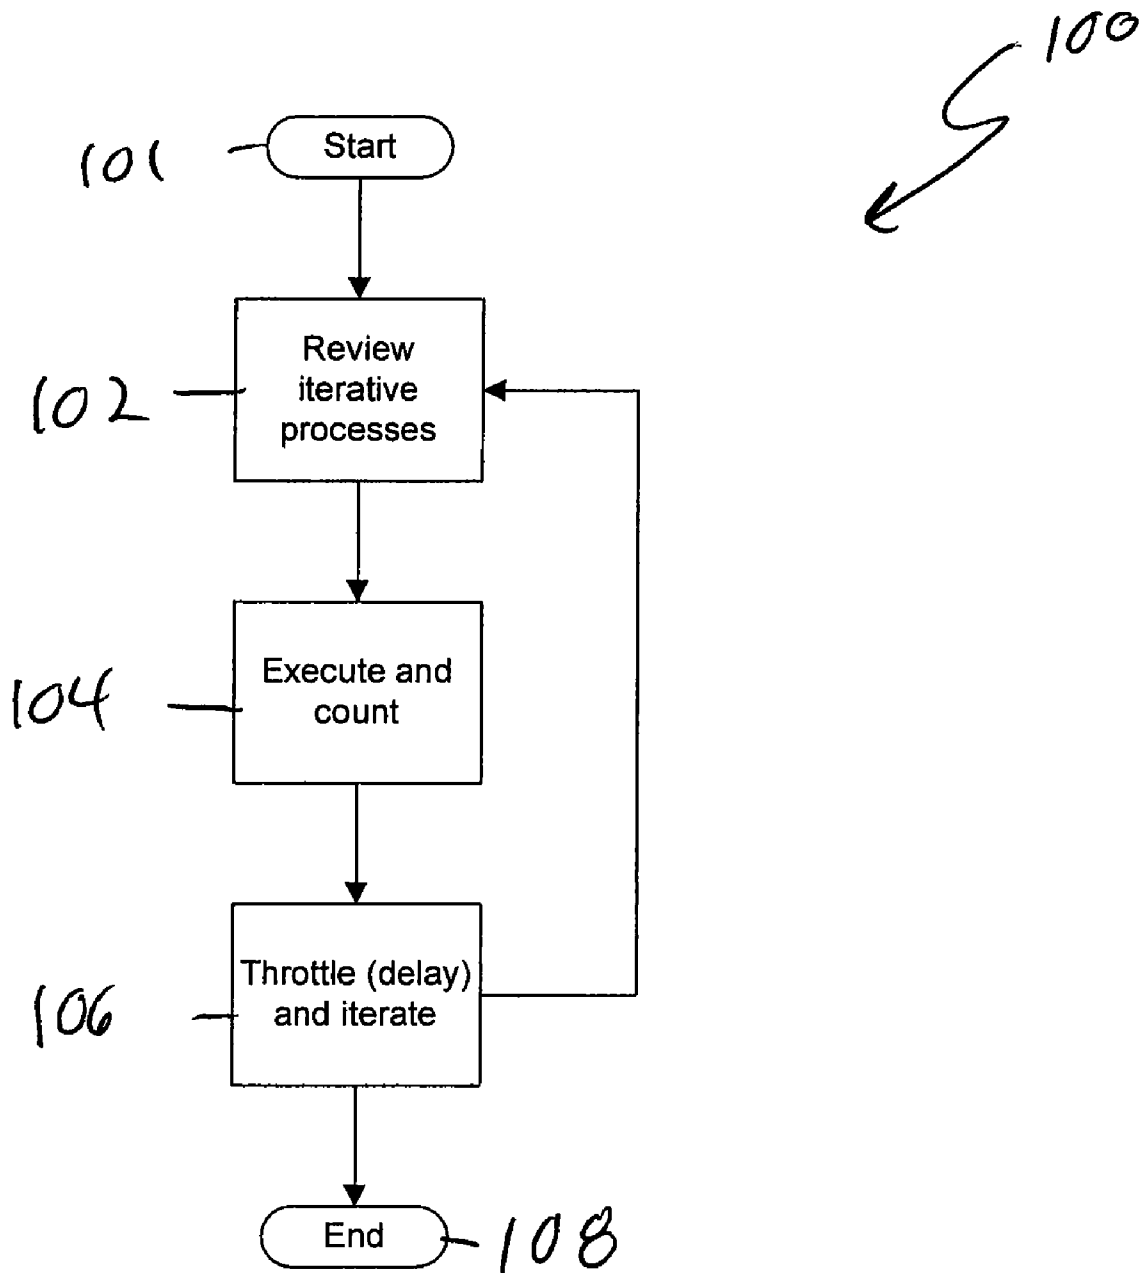 100
101
Start
102
Review
iterative
processes
104
Execute and
count
106
Throttle (delay)
and iterate
End
108